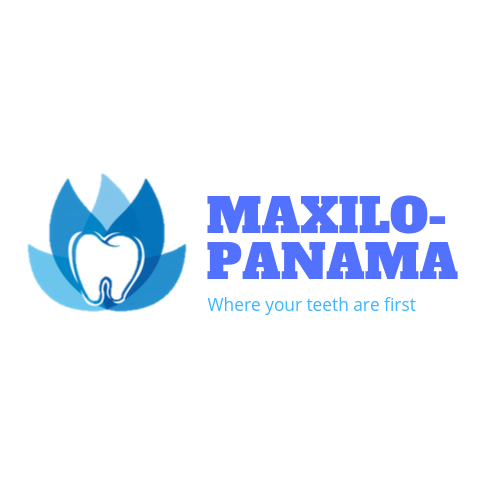 MAXILO-
PANAMA
Where your teeth are first